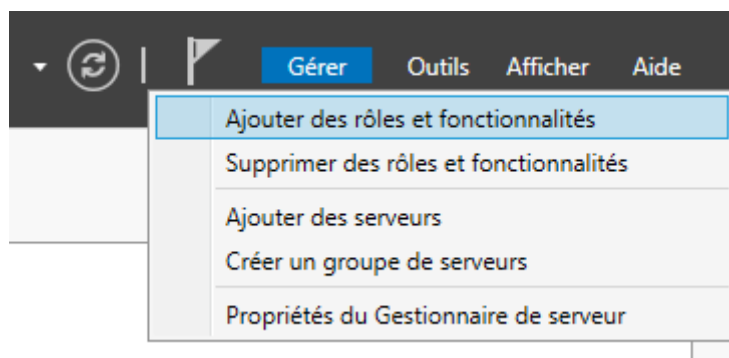 Gérer Outils Afficher Aide
Ajouter des rôles et fonctionnalités
Supprimer des rôles et fonctionnalités
Ajouter des serveurs
Créer un groupe de serveurs
Propriétés du Gestionnaire de serveur